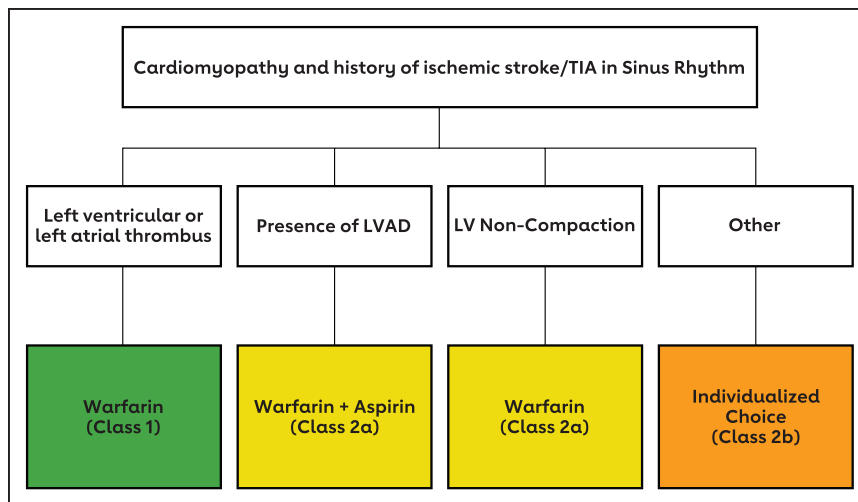 Cardiomyopathy and history of ischemic stroke/TIA in Sinus Rhythm
Left ventricular or
left atrial thrombus
Presence of LVAD
LV Non-Compaction
Other
Warfarin
(Class 1)
Warfarin + Aspirin
(Class 2a)
Warfarin
(Class 2a)
Individualized
Choice
(Class 2b)